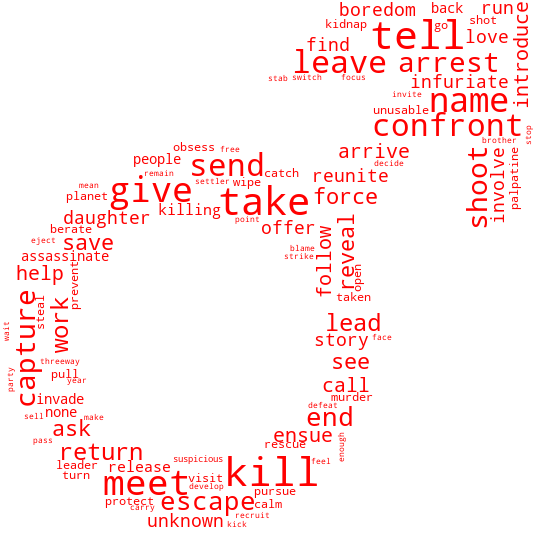 boredom
back
run
kidnap
go
shot
tell
love
introduce
find
leave
arrest
stab
switch
focus
infuriate
invite
name
unusable
confront
stop
brother
obsess
free
arrive
decide
people
send
catch
shoot
involve
palpatine
remain
settler
wipe
reunite
mean
planet
give
take
force
killing
point
daughter
offer
berate
follow
reveal
eject
save
blame
strike
assassinate
help
prevent
open
taken
capture
steal
work
wait
lead
story
face
threeway
see
party
pull
year
call
murder
invade
none
defeat
sell
make
end
ask
ensue
pass
rescue
enough
return
suspicious
feel
leader
release
kill
turn
meet
visit
develop
pursue
protect
carry
escape
calm
unknown
recruit
kick